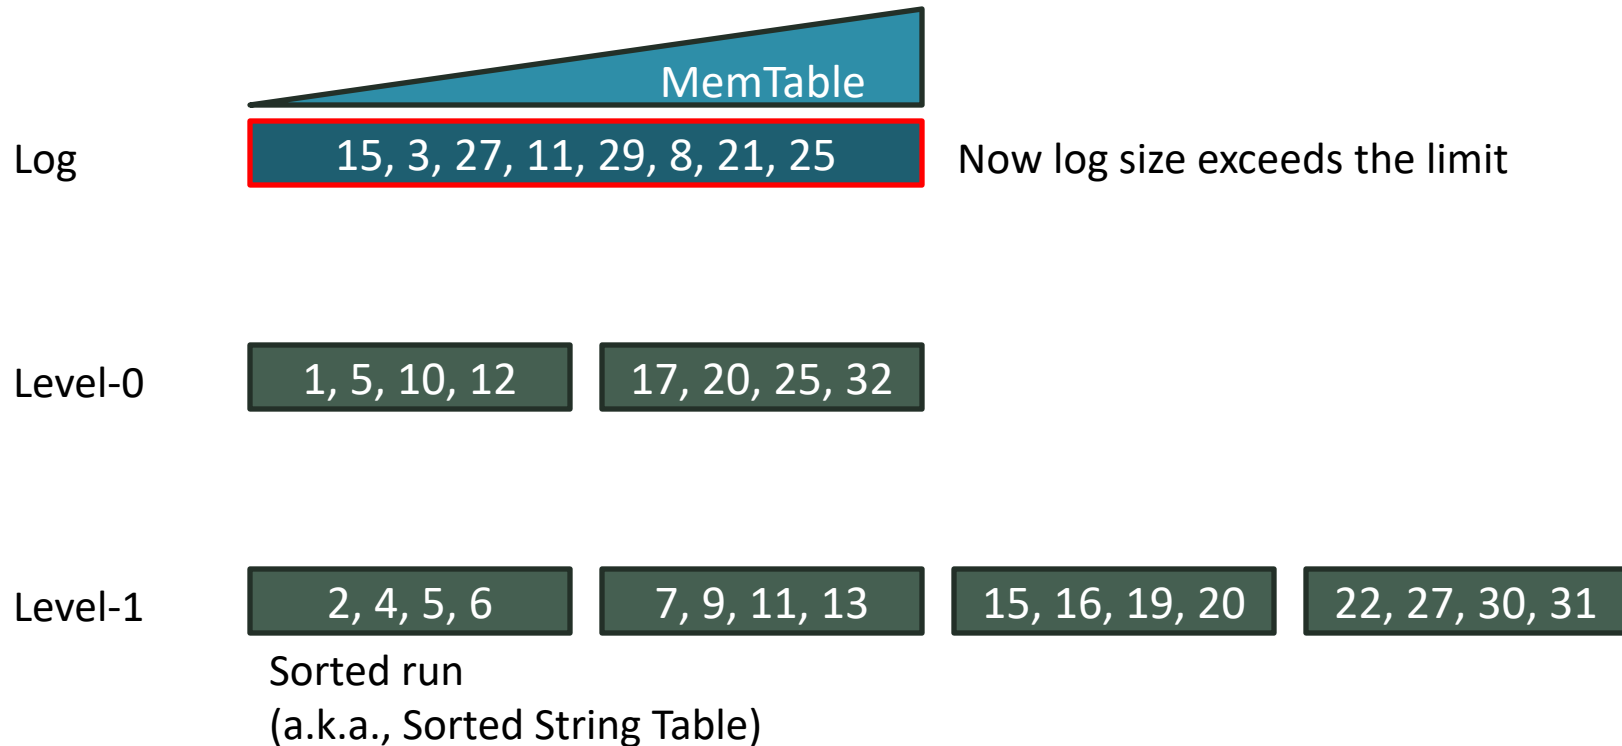 MemTable
Log
15, 3, 27, 11, 29, 8, 21, 25
Now log size exceeds the limit
Level-0
1, 5, 10, 12
17, 20, 25, 32
Level-1
2, 4, 5, 6
7, 9, 11, 13
15, 16, 19, 20
22, 27, 30, 31
Sorted run
(a.k.a., Sorted String Table)